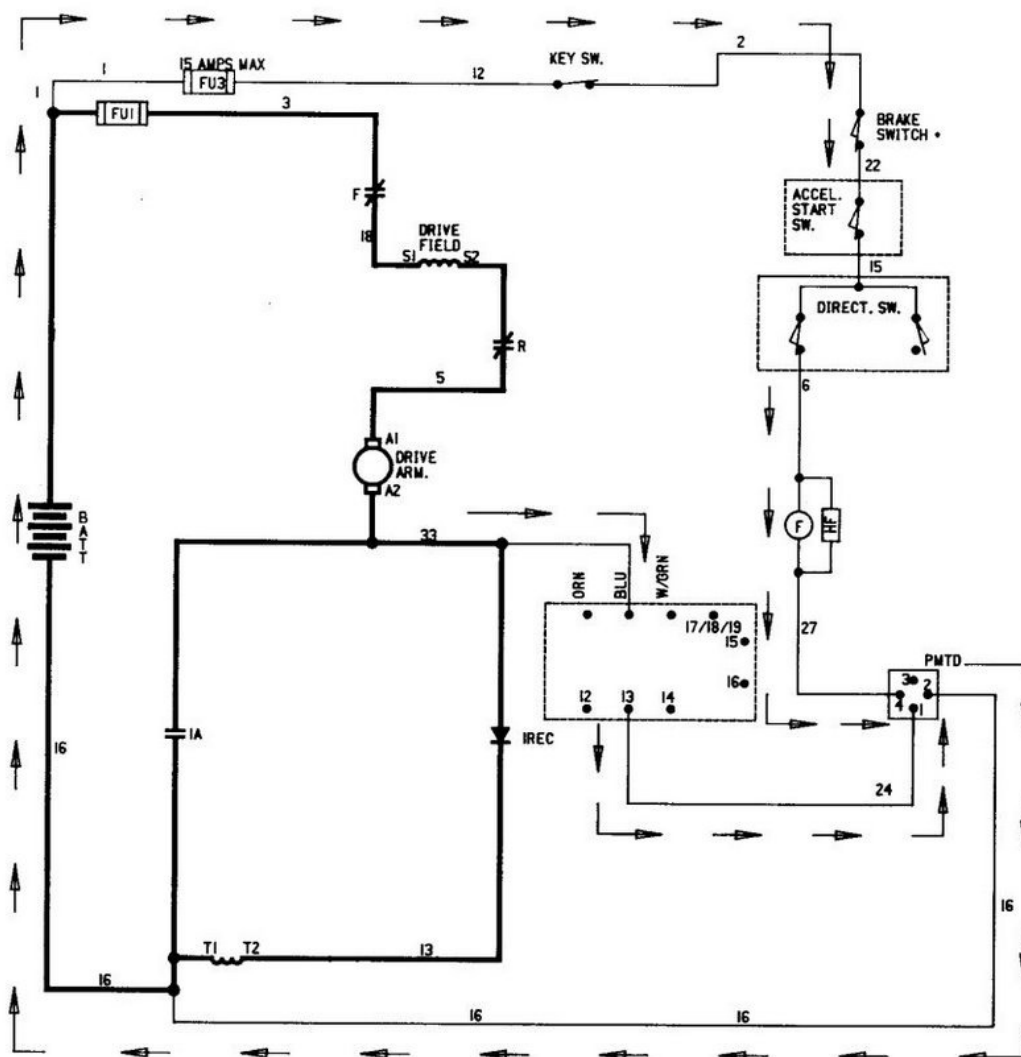 2
KEY SW.
15 AMPS MAX
1
FU3
12
1
FU1
3
BRAKE
SWITCH •
22
F
ACCEL.
START
SW.
18
DRIVE
FIELD
S1
S2
15
DIRECT. SW.
R
5
6
A1
DRIVE
ARM.
A2
BATT
F
HF
33
ORN
BLU
W/GRN
17/18/19
15
27
PMTD
16
3
2
4
1
12
13
14
1A
1REC
16
24
16
T1
T2
13
16
16
16